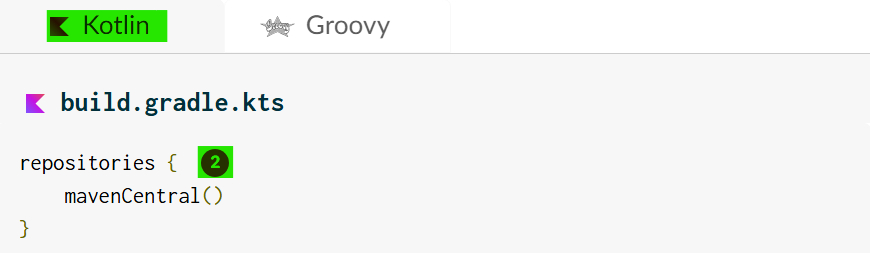 Kotlin Groovy
build.gradle.kts
repositories { 2
    mavenCentral()
}